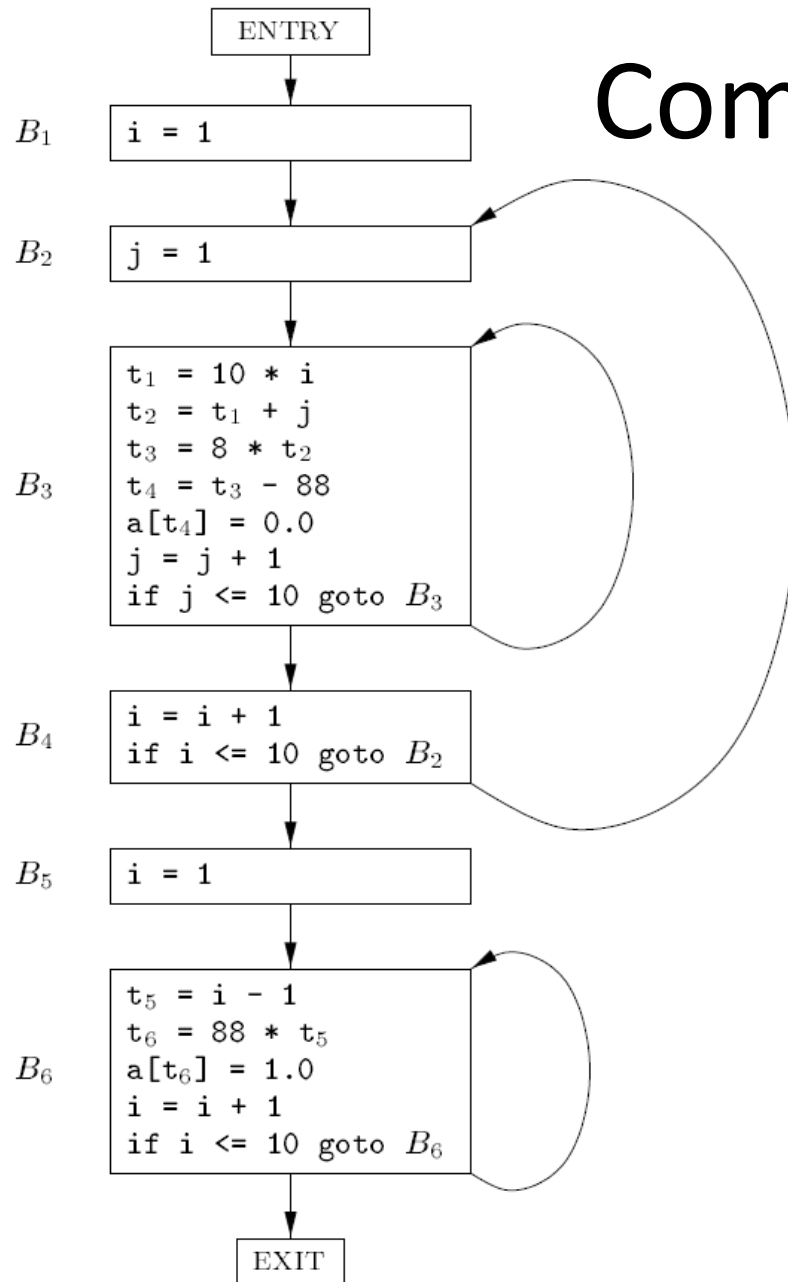 ENTRY
Com
B₁
i = 1
B₂
j = 1
B₃
t₁ = 10 * i
t₂ = t₁ + j
t₃ = 8 * t₂
t₄ = t₃ - 88
a[t₄] = 0.0
j = j + 1
if j <= 10 goto B₃
B₄
i = i + 1
if i <= 10 goto B₂
B₅
i = 1
B₆
t₅ = i - 1
t₆ = 88 * t₅
a[t₆] = 1.0
i = i + 1
if i <= 10 goto B₆
EXIT